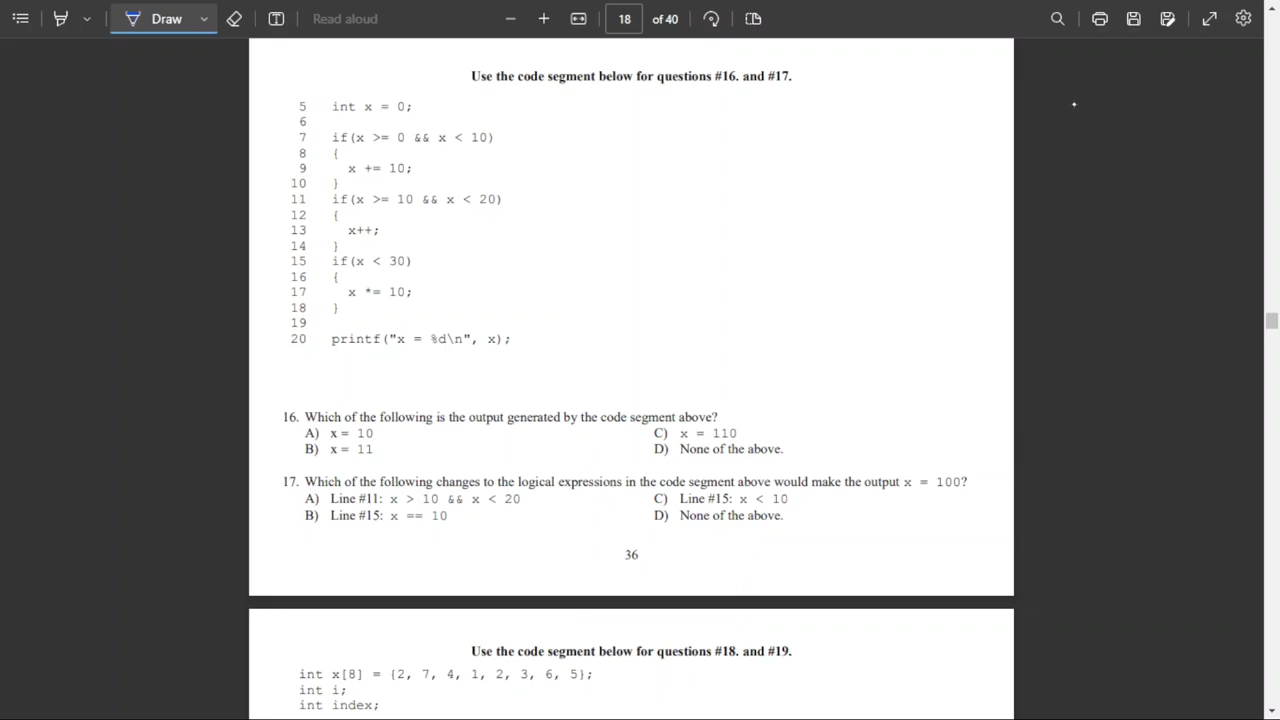 Draw
Read aloud
18 of 40
Use the code segment below for questions #16. and #17.
5 int x = 0;
6
7 if(x >= 0 && x < 10)
8 {
9 x += 10;
10 }
11 if(x >= 10 && x < 20)
12 {
13 x++;
14 }
15 if(x < 30)
16 {
17 x *= 10;
18 }
19
20 printf("x = %d\n", x);
16. Which of the following is the output generated by the code segment above?
A) x = 10
C) x = 110
B) x = 11
D) None of the above.
17. Which of the following changes to the logical expressions in the code segment above would make the output x = 100?
A) Line #11: x > 10 && x < 20
C) Line #15: x < 10
B) Line #15: x == 10
D) None of the above.
36
Use the code segment below for questions #18. and #19.
int x[8] = {2, 7, 4, 1, 2, 3, 6, 5};
int i;
int index;